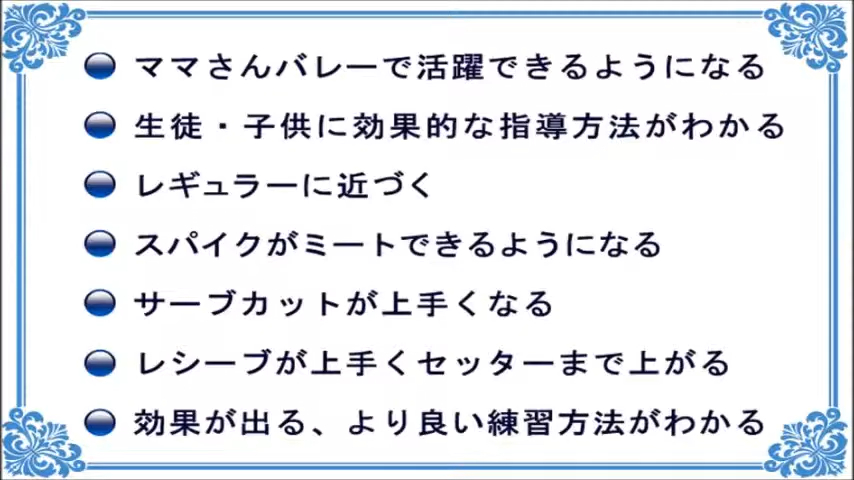 ママさんバレーで活躍できるようになる
生徒・子供に効果的な指導方法がわかる
レギュラーに近づく
スパイクがミートできるようになる
サーブカットが上手くなる
レシーブが上手くセッターまで上がる
効果が出る、より良い練習方法がわかる